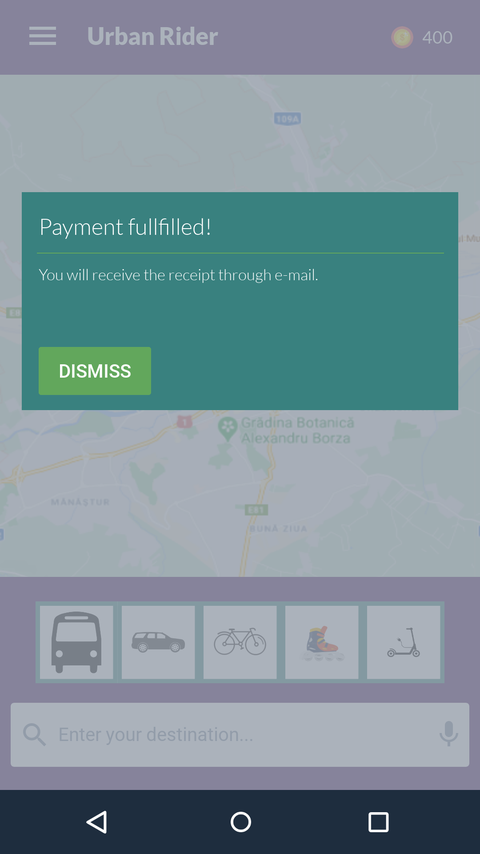 Urban Rider
400
109A
Payment fullfilled!
You will receive the receipt through e-mail.
DISMISS
1
Grădina Botanică
Alexandru Borza
MĂNĂȘTUR
E81
BUNA ZIUA
Enter your destination...